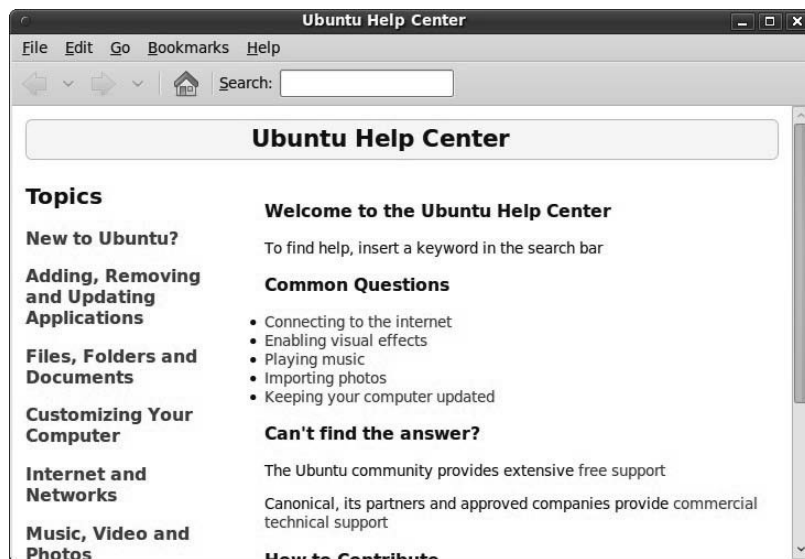 Ubuntu Help Center
File Edit Go Bookmarks Help
Search:
Ubuntu Help Center
Topics
New to Ubuntu?
Adding, Removing
and Updating
Applications
Files, Folders and
Documents
Customizing Your
Computer
Internet and
Networks
Music, Video and
Photos
Welcome to the Ubuntu Help Center
To find help, insert a keyword in the search bar
Common Questions
• Connecting to the internet
• Enabling visual effects
• Playing music
• Importing photos
• Keeping your computer updated
Can't find the answer?
The Ubuntu community provides extensive free support
Canonical, its partners and approved companies provide commercial
technical support
How to Contribute